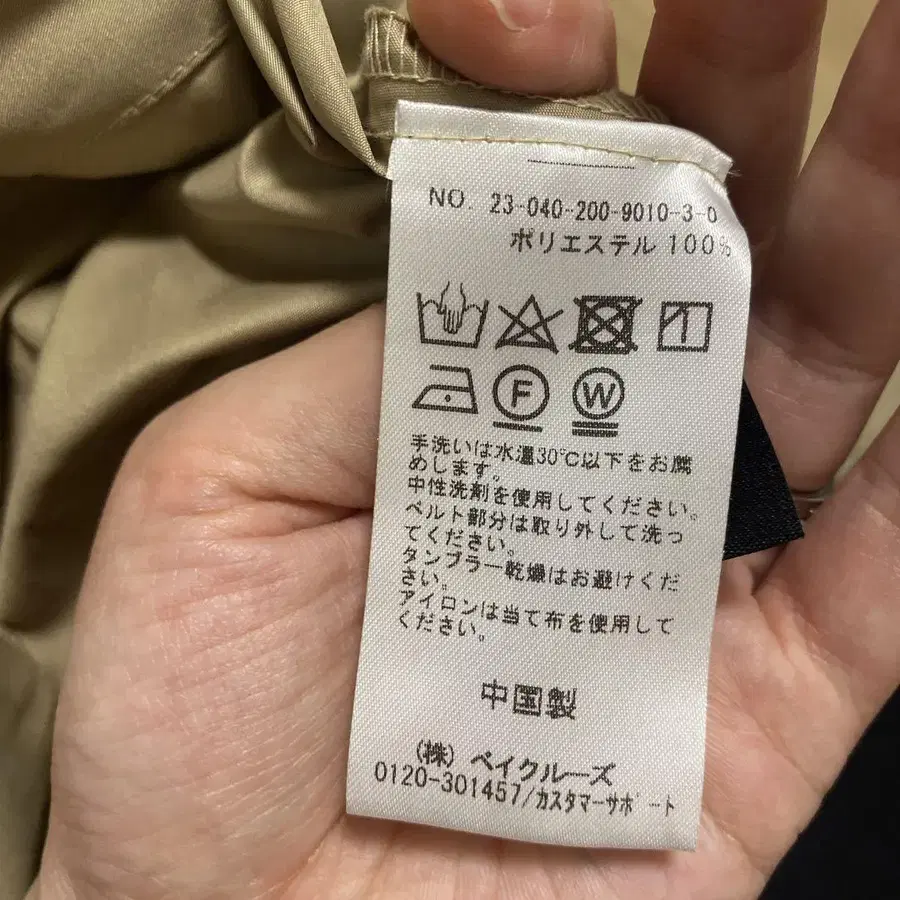 NO. 23-040-200-9010-3-0
ポリエステル 100%
F W
手洗いは水温30℃以下をお薦
めします。
中性洗剤を使用してください。
ベルト部分は取り外して洗っ
てください。
タンブラー乾燥はお避けくだ
さい。
アイロンは当て布を使用して
ください。
中国製
(株) ベイクルーズ
0120-301457/カスタマーサポート